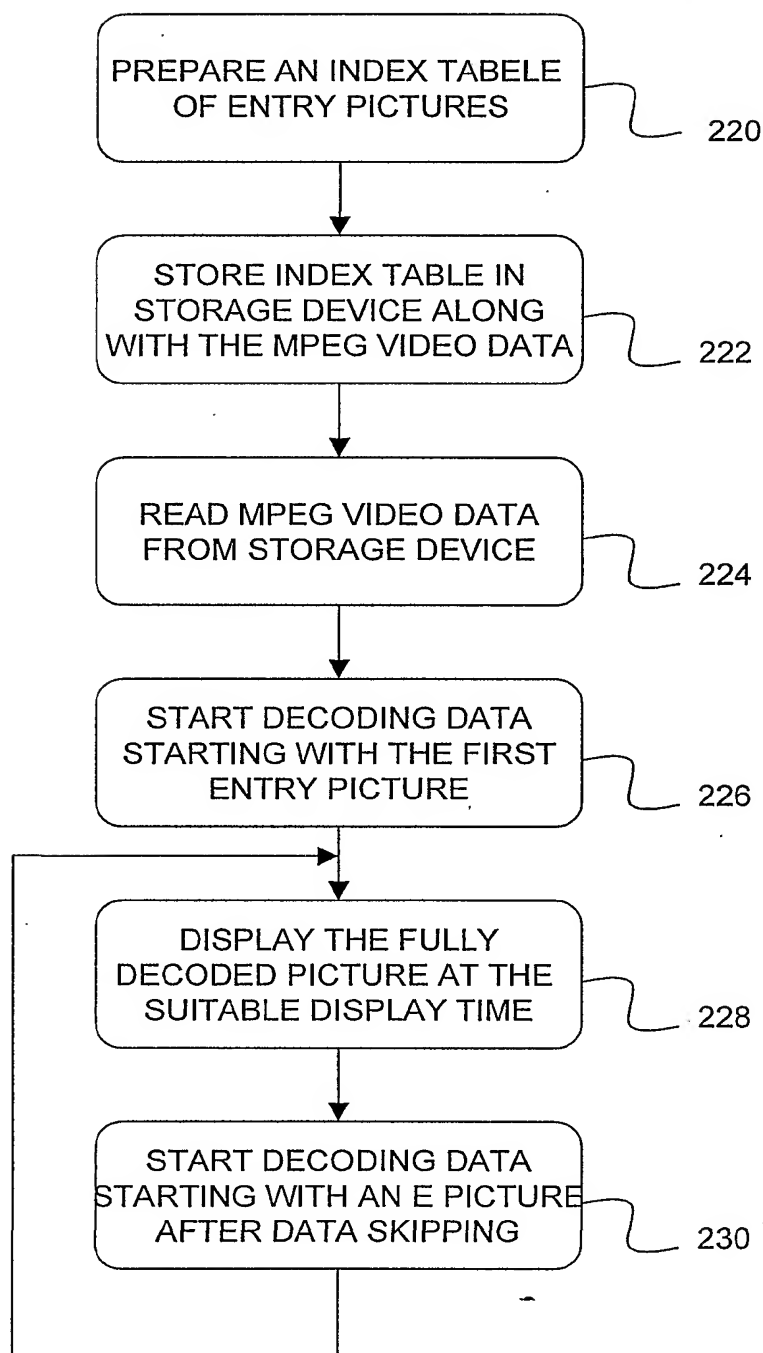 PREPARE AN INDEX TABELE
OF ENTRY PICTURES
220
STORE INDEX TABLE IN
STORAGE DEVICE ALONG
WITH THE MPEG VIDEO DATA
222
READ MPEG VIDEO DATA
FROM STORAGE DEVICE
224
START DECODING DATA
STARTING WITH THE FIRST
ENTRY PICTURE
226
DISPLAY THE FULLY
DECODED PICTURE AT THE
SUITABLE DISPLAY TIME
228
START DECODING DATA
STARTING WITH AN E PICTURE
AFTER DATA SKIPPING
230